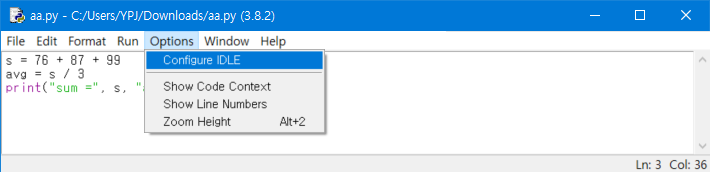 aa.py - C:/Users/YPJ/Downloads/aa.py (3.8.2)
File Edit Format Run Options Window Help
s = 76 + 87 + 99
avg = s / 3
print("sum =", s,
Configure IDLE
Show Code Context
Show Line Numbers
Zoom Height Alt+2
Ln: 3 Col: 36